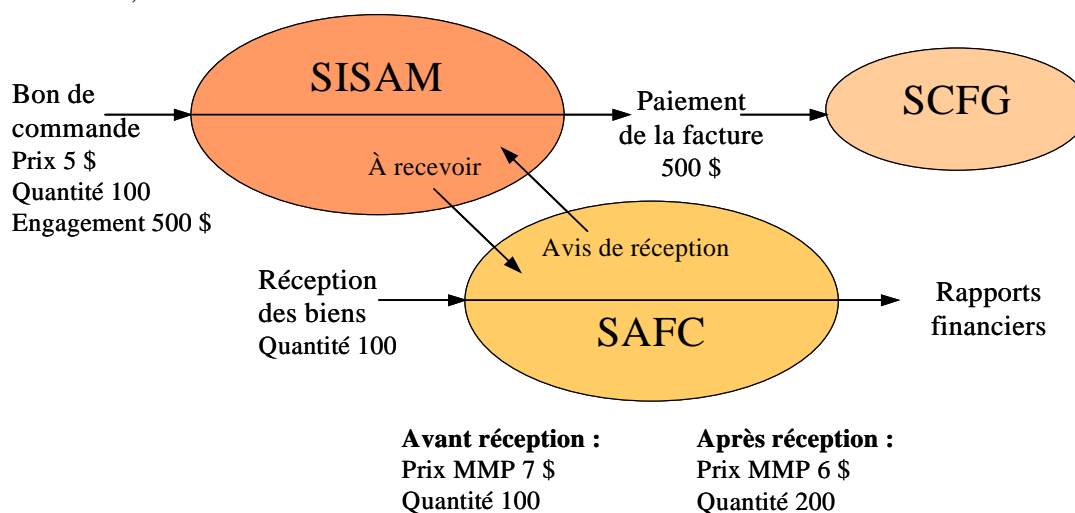 SISAM
SCFG
Bon de
commande
Prix 5 $
Quantité 100
Engagement 500 $
Paiement
de la facture
500 $
À recevoir
Avis de réception
Réception
des biens
Quantité 100
SAFC
Rapports
financiers
Avant réception :
Prix MMP 7 $
Quantité 100
Après réception :
Prix MMP 6 $
Quantité 200